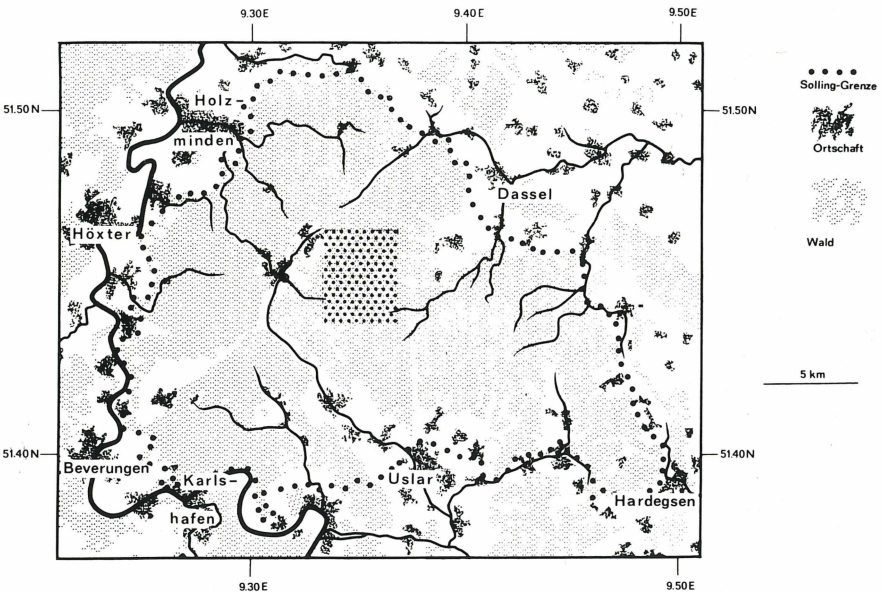 9.30E
9.40E
9.50E
51.50N
51.50N
Holz-
minden
Dassel
Höxter
51.40N
51.40N
Beverungen
Karls-
hafen
Uslar
Hardegsen
9.30E
9.50E
Solling-Grenze
Ortschaft
Wald
5 km